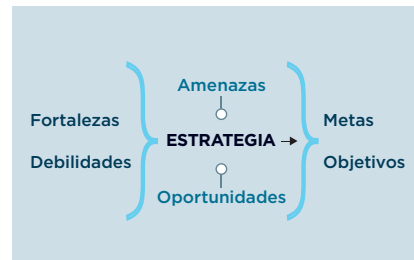 Amenazas
Fortalezas
Debilidades
ESTRATEGIA
Oportunidades
Metas
Objetivos